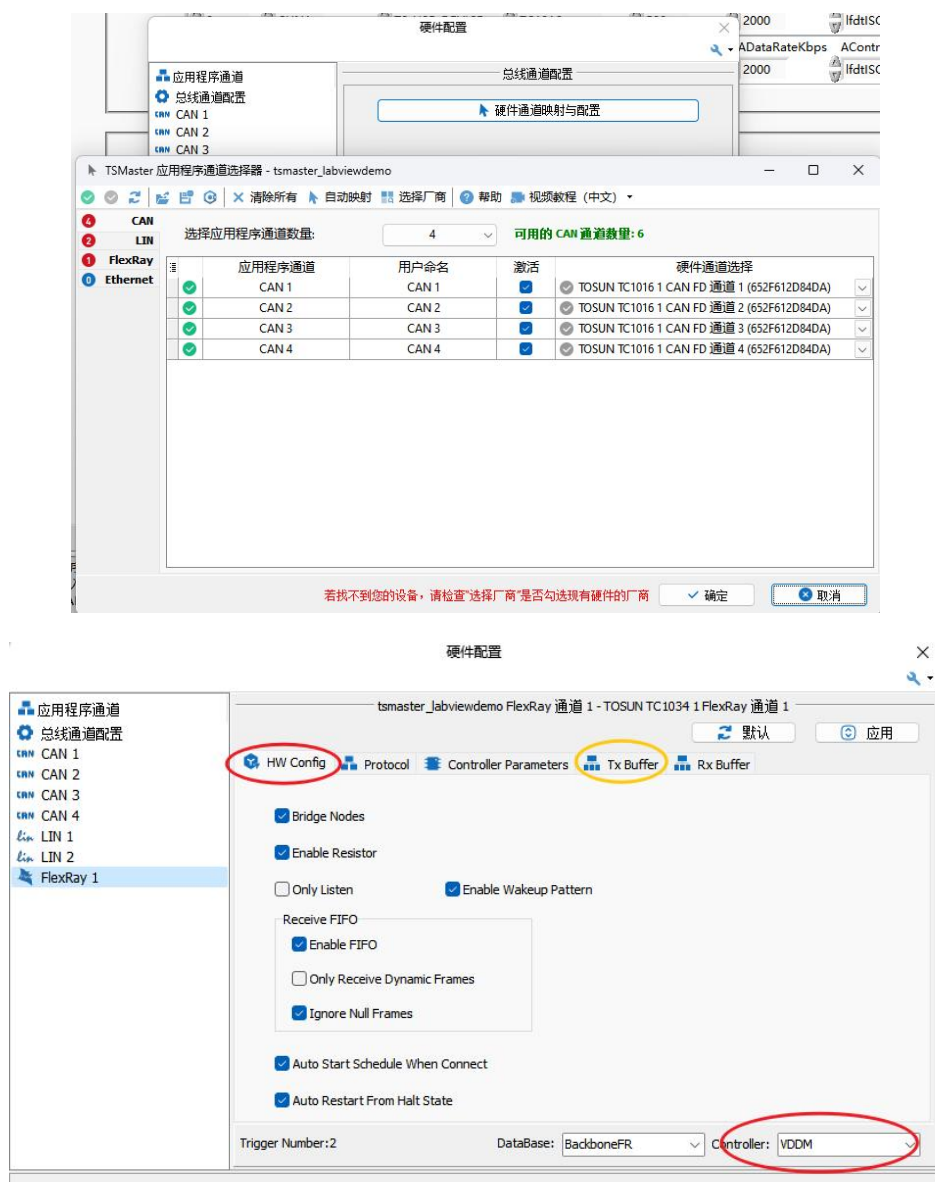 硬件配置
2000
lfdtISC
ADataRateKbps AContr
2000
lfdtISC
应用程序通道
总线通道配置
CAN CAN 1
CAN CAN 2
CAN CAN 3
总线通道配置
硬件通道映射与配置
TSMaster 应用程序通道选择器 - tsmaster_labviewdemo
清除所有 自动映射 选择厂商 帮助 视频教程（中文）
4 CAN
2 LIN
1 FlexRay
0 Ethernet
选择应用程序通道数量: 4 可用的 CAN 通道数量: 6
应用程序通道 用户命名 激活 硬件通道选择
CAN 1 CAN 1 TOSUN TC1016 1 CAN FD 通道 1 (652F612D84DA)
CAN 2 CAN 2 TOSUN TC1016 1 CAN FD 通道 2 (652F612D84DA)
CAN 3 CAN 3 TOSUN TC1016 1 CAN FD 通道 3 (652F612D84DA)
CAN 4 CAN 4 TOSUN TC1016 1 CAN FD 通道 4 (652F612D84DA)
若找不到您的设备，请检查"选择厂商"是否勾选现有硬件的厂商 确定 取消
硬件配置
应用程序通道
总线通道配置
CAN CAN 1
CAN CAN 2
CAN CAN 3
CAN CAN 4
lin LIN 1
lin LIN 2
FlexRay 1
tsmaster_labviewdemo FlexRay 通道 1 - TOSUN TC1034 1 FlexRay 通道 1
默认 应用
HW Config Protocol Controller Parameters Tx Buffer Rx Buffer
Bridge Nodes
Enable Resistor
Only Listen Enable Wakeup Pattern
Receive FIFO
Enable FIFO
Only Receive Dynamic Frames
Ignore Null Frames
Auto Start Schedule When Connect
Auto Restart From Halt State
Trigger Number:2 DataBase: BackboneFR Controller: VDDM